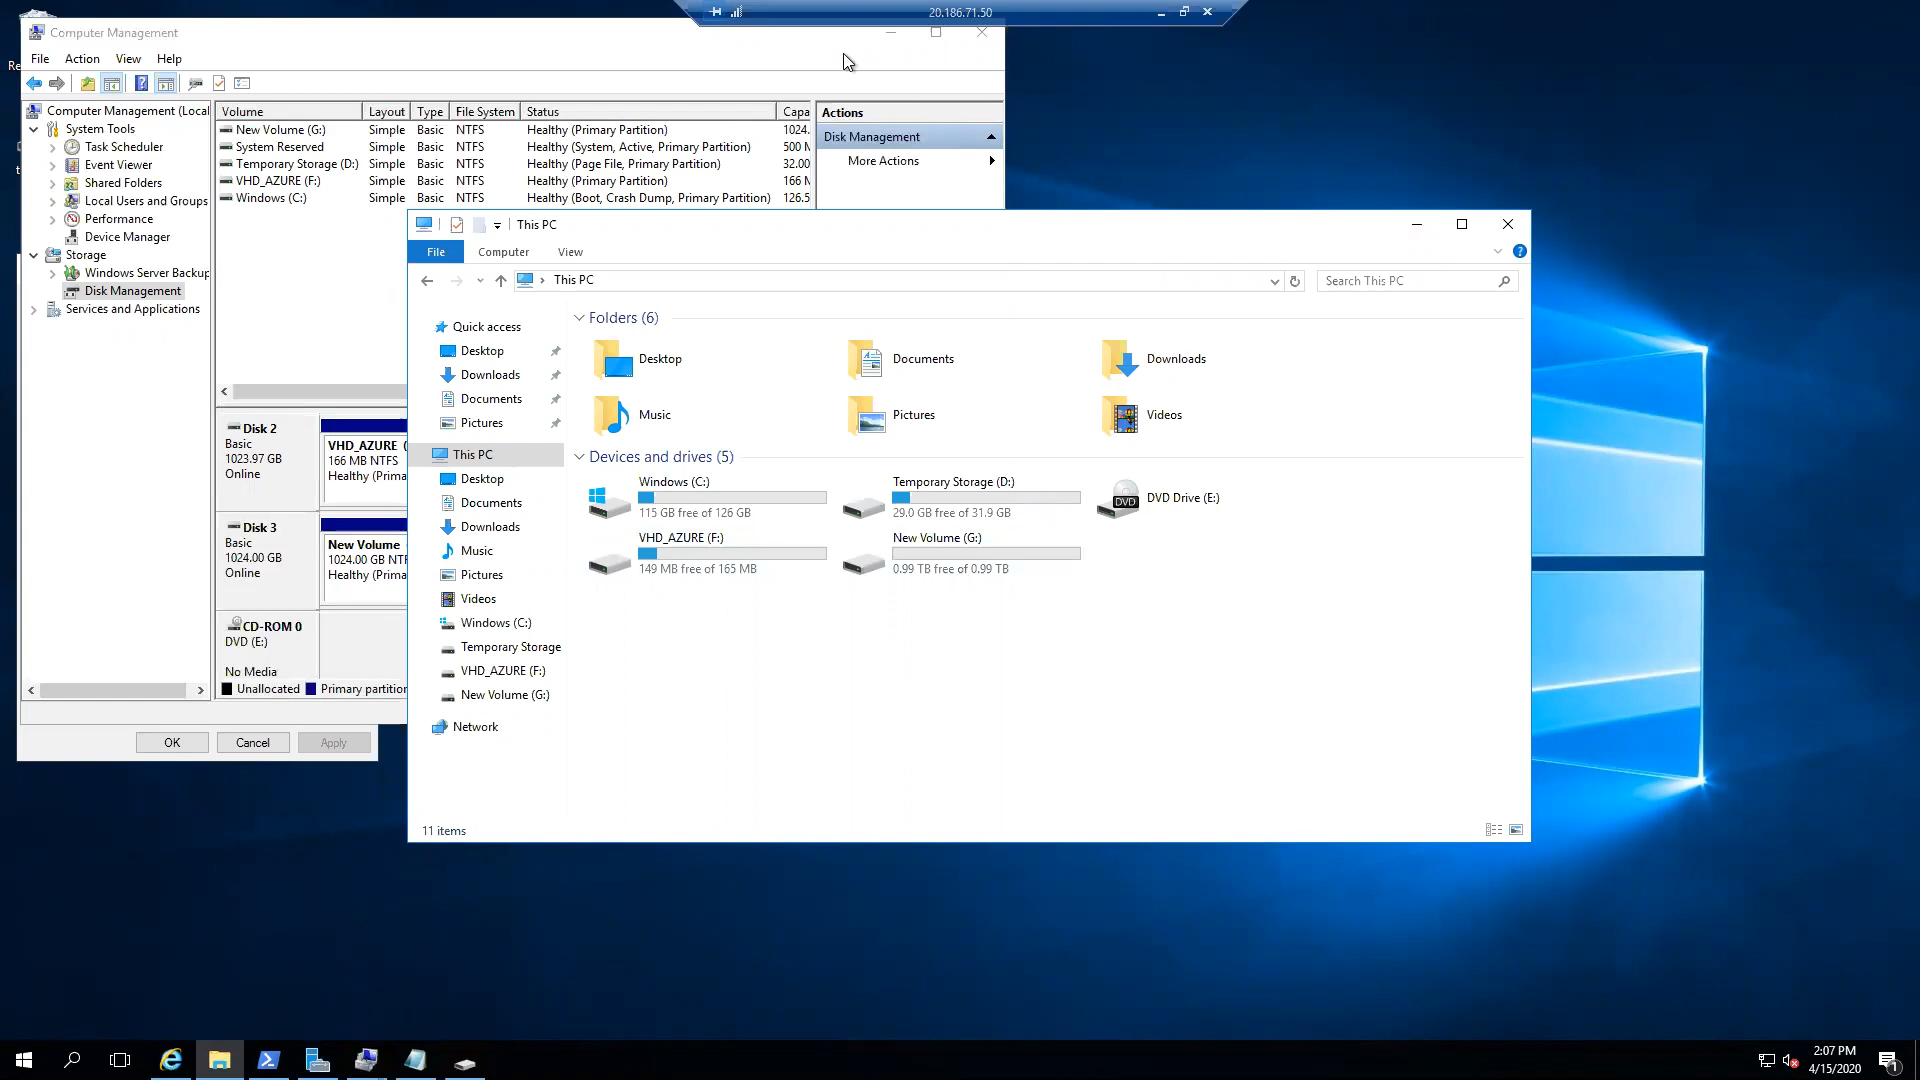 20.186.71.50
Computer Management
File Action View Help
Computer Management (Local
System Tools
Task Scheduler
Event Viewer
Shared Folders
Local Users and Groups
Performance
Device Manager
Storage
Windows Server Backup
Disk Management
Services and Applications
Volume Layout Type File System Status Capa
New Volume (G:) Simple Basic NTFS Healthy (Primary Partition) 1024.
System Reserved Simple Basic NTFS Healthy (System, Active, Primary Partition) 500 M
Temporary Storage (D:) Simple Basic NTFS Healthy (Page File, Primary Partition) 32.00
VHD_AZURE (F:) Simple Basic NTFS Healthy (Primary Partition) 166 M
Windows (C:) Simple Basic NTFS Healthy (Boot, Crash Dump, Primary Partition) 126.5
Actions
Disk Management
More Actions
Disk 2
Basic
1023.97 GB
Online
VHD_AZURE (
166 MB NTFS
Healthy (Prima
Disk 3
Basic
1024.00 GB
Online
New Volume
1024.00 GB NTF
Healthy (Prima
CD-ROM 0
DVD (E:)
No Media
Unallocated Primary partition
OK Cancel Apply
This PC
File Computer View
This PC
Search This PC
Quick access
Desktop
Downloads
Documents
Pictures
This PC
Desktop
Documents
Downloads
Music
Pictures
Videos
Windows (C:)
Temporary Storage
VHD_AZURE (F:)
New Volume (G:)
Network
Folders (6)
Desktop Documents Downloads
Music Pictures Videos
Devices and drives (5)
Windows (C:)
115 GB free of 126 GB
Temporary Storage (D:)
29.0 GB free of 31.9 GB
DVD
DVD Drive (E:)
VHD_AZURE (F:)
149 MB free of 165 MB
New Volume (G:)
0.99 TB free of 0.99 TB
11 items
2:07 PM
4/15/2020
1